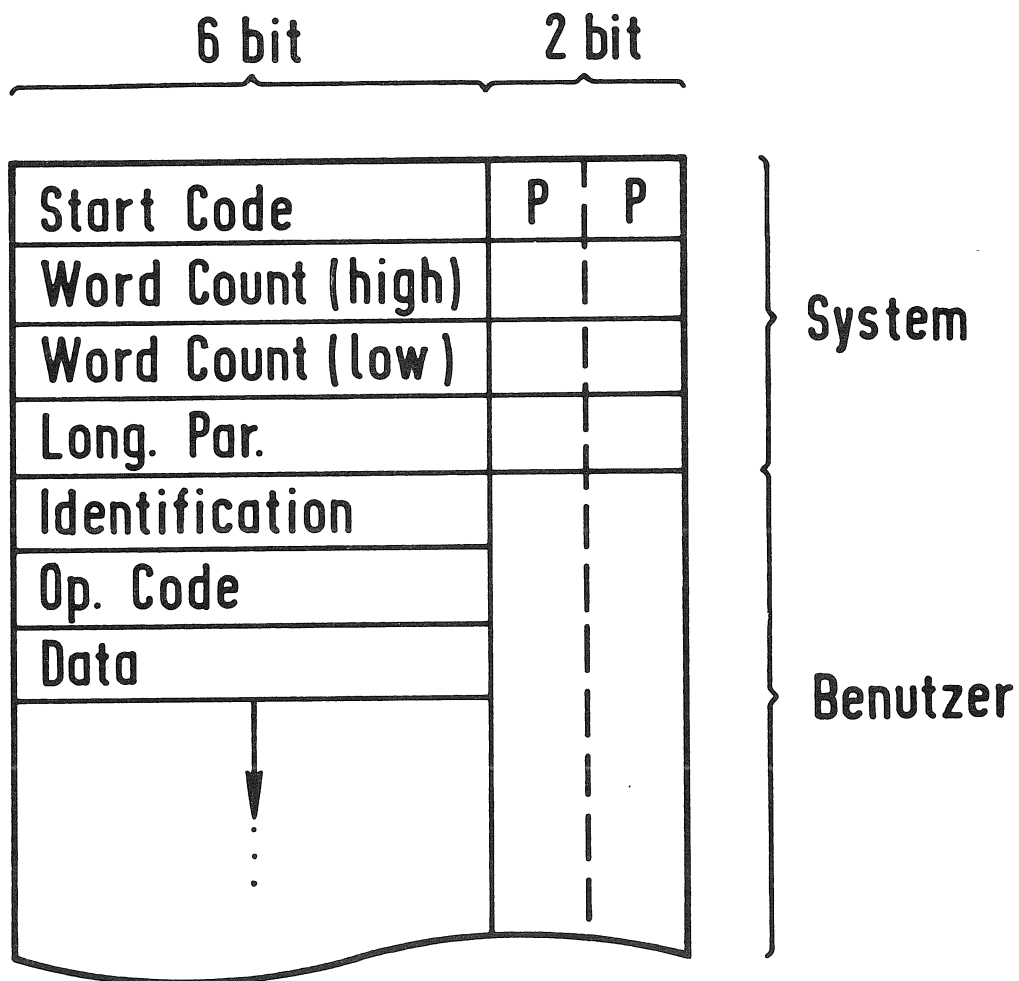 6 bit 2 bit
Start Code P P
Word Count (high)
System
Word Count (low)
Long. Par.
Identification
Op. Code
Data
Benutzer